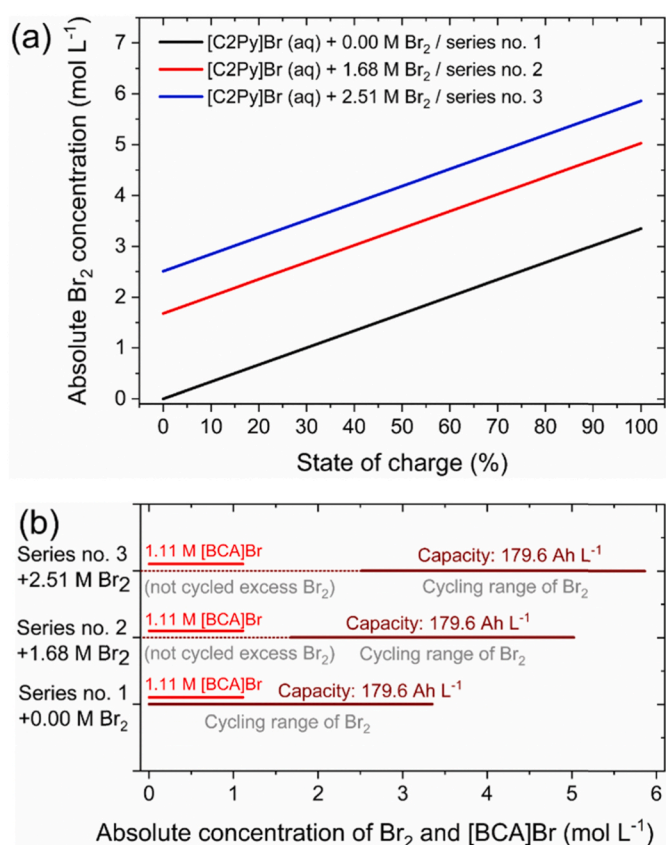 (a)
Absolute Br₂ concentration (mol L⁻¹)
7
6
5
4
3
2
1
0
[C2Py]Br (aq) + 0.00 M Br₂ / series no. 1
[C2Py]Br (aq) + 1.68 M Br₂ / series no. 2
[C2Py]Br (aq) + 2.51 M Br₂ / series no. 3
0 10 20 30 40 50 60 70 80 90 100
State of charge (%)
(b)
Series no. 3
+2.51 M Br₂
1.11 M [BCA]Br
Capacity: 179.6 Ah L⁻¹
(not cycled excess Br₂)
Cycling range of Br₂
Series no. 2
+1.68 M Br₂
1.11 M [BCA]Br
Capacity: 179.6 Ah L⁻¹
(not cycled excess Br₂)
Cycling range of Br₂
Series no. 1
+0.00 M Br₂
1.11 M [BCA]Br
Capacity: 179.6 Ah L⁻¹
Cycling range of Br₂
0 1 2 3 4 5 6
Absolute concentration of Br₂ and [BCA]Br (mol L⁻¹)